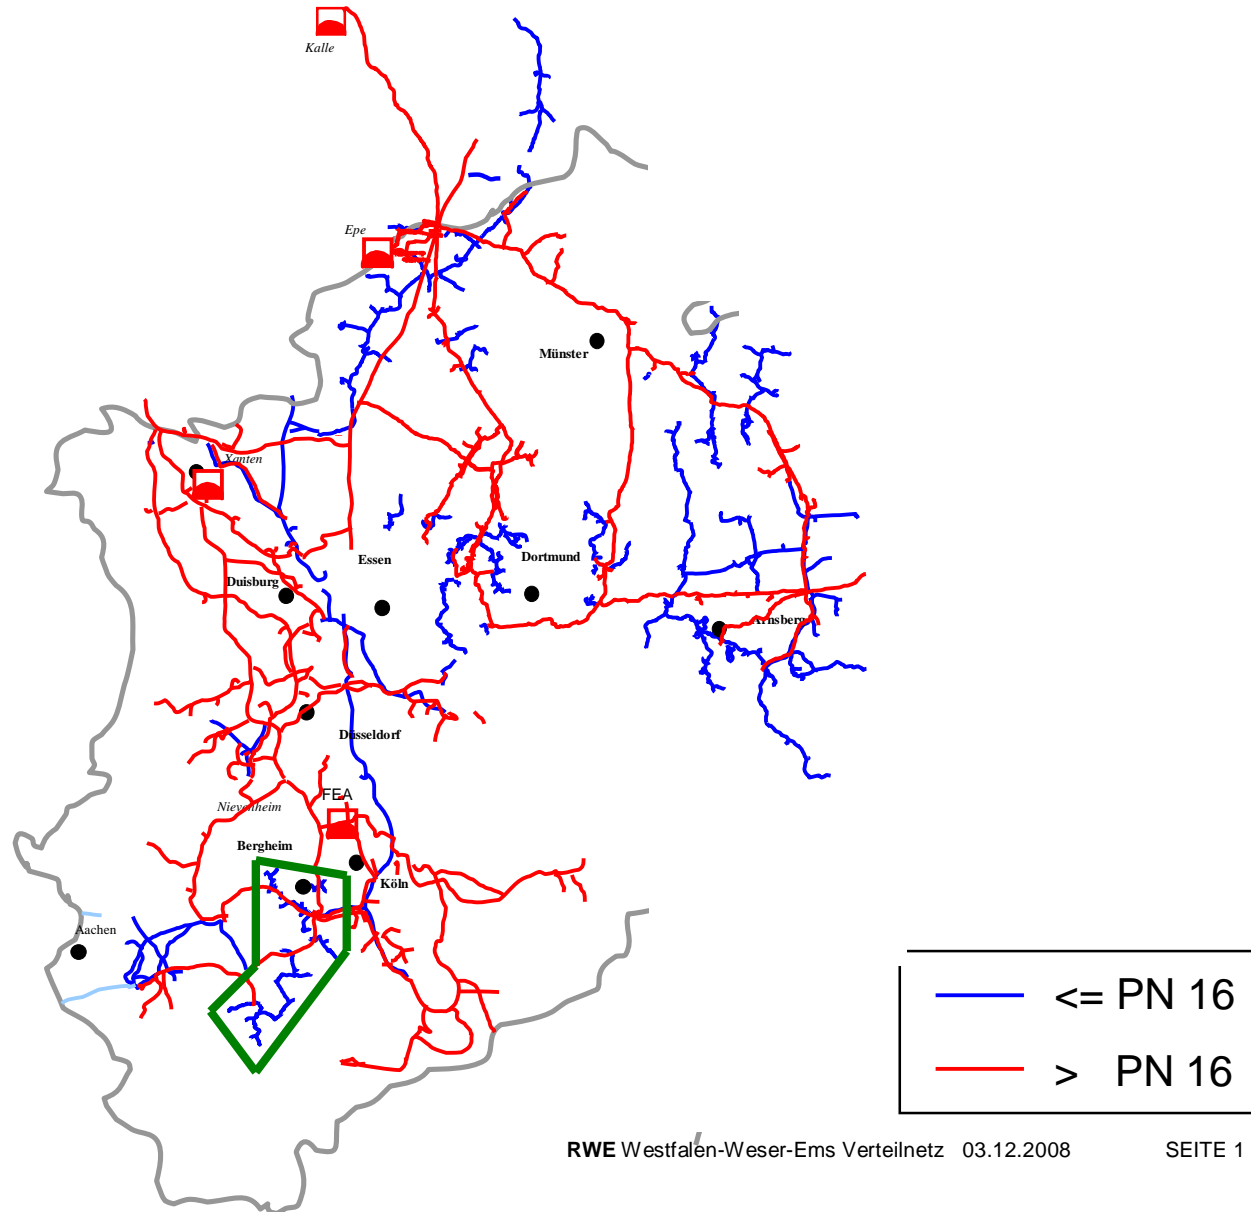 Kalle
Epe
Münster
Xanten
Essen
Dortmund
Duisburg
Arnsberg
Düsseldorf
Nievenheim
FEA
Bergheim
Köln
Aachen
<= PN 16
> PN 16
RWE Westfalen-Weser-Ems Verteilnetz 03.12.2008 SEITE 1